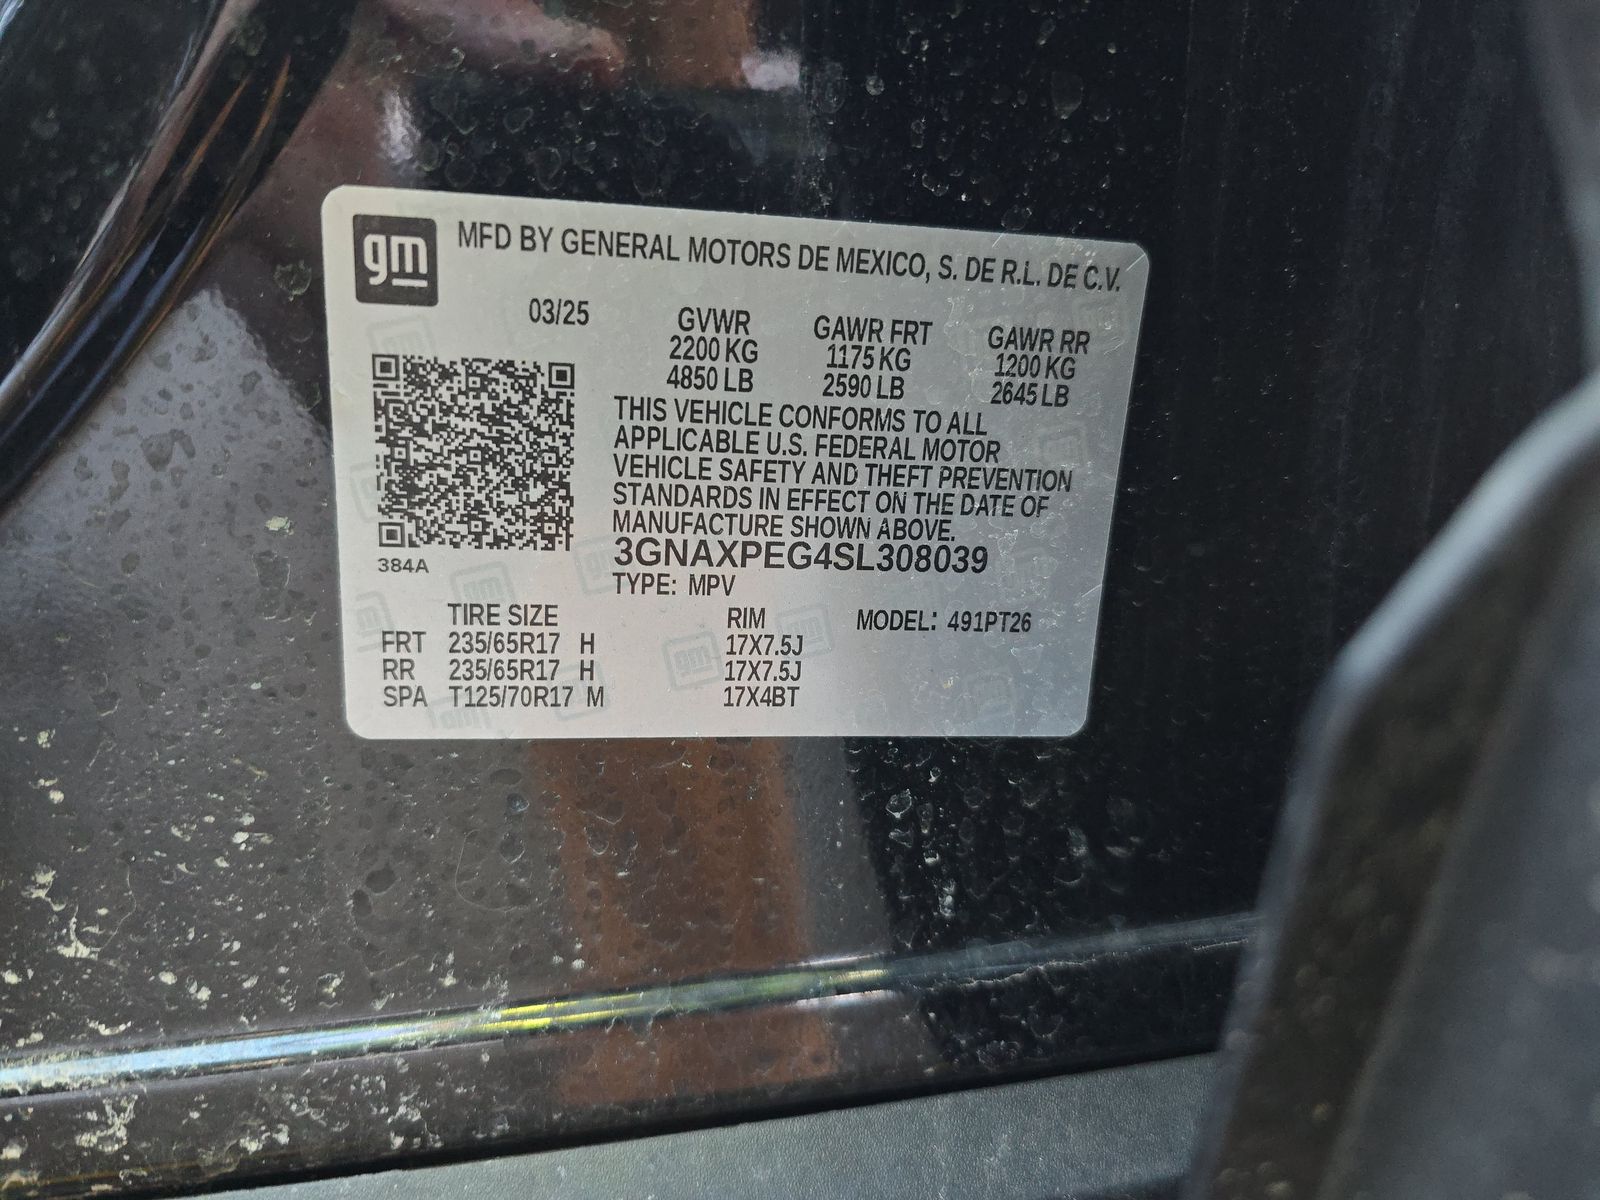 gm
MFD BY GENERAL MOTORS DE MEXICO, S. DE R.L. DE C.V.
03/25 GVWR GAWR FRT GAWR RR
2200 KG 1175 KG 1200 KG
4850 LB 2590 LB 2645 LB
THIS VEHICLE CONFORMS TO ALL
APPLICABLE U.S. FEDERAL MOTOR
VEHICLE SAFETY AND THEFT PREVENTION
STANDARDS IN EFFECT ON THE DATE OF
MANUFACTURE SHOWN ABOVE.
3GNAXPEG4SL308039
384A
TYPE: MPV
TIRE SIZE RIM MODEL: 491PT26
FRT 235/65R17 H 17X7.5J
RR 235/65R17 H 17X7.5J
SPA T125/70R17 M 17X4BT